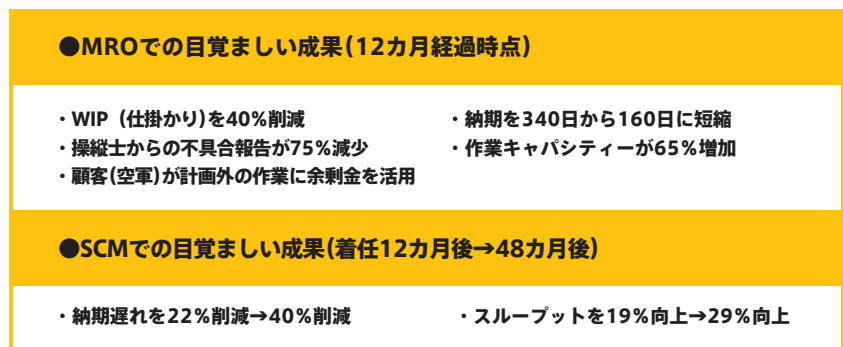 ●MROでの目覚ましい成果(12カ月経過時点)
・WIP（仕掛かり)を40%削減
・納期を340日から160日に短縮
・操縦士からの不具合報告が75%減少
・作業キャパシティーが65%増加
・顧客(空軍)が計画外の作業に余剰金を活用
●SCMでの目覚ましい成果(着任12カ月後→48カ月後)
・納期遅れを22%削減→40%削減
・スループットを19%向上→29%向上